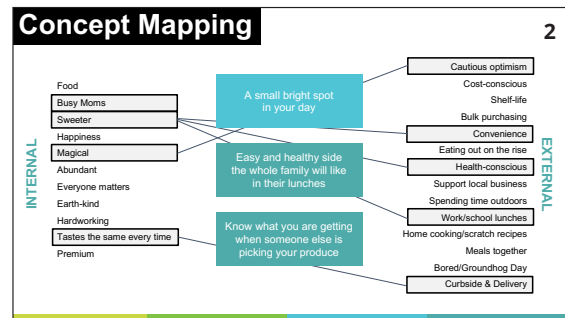 Concept Mapping
2
INTERNAL
Food
Busy Moms
Sweeter
Happiness
Magical
Abundant
Everyone matters
Earth-kind
Hardworking
Tastes the same every time
Premium
A small bright spot
in your day
Easy and healthy side
the whole family will like
in their lunches
Know what you are getting
when someone else is
picking your produce
Cautious optimism
Cost-conscious
Shelf-life
Bulk purchasing
Convenience
Eating out on the rise
Health-conscious
Support local business
Spending time outdoors
Work/school lunches
Home cooking/scratch recipes
Meals together
Bored/Groundhog Day
Curbside & Delivery
EXTERNAL